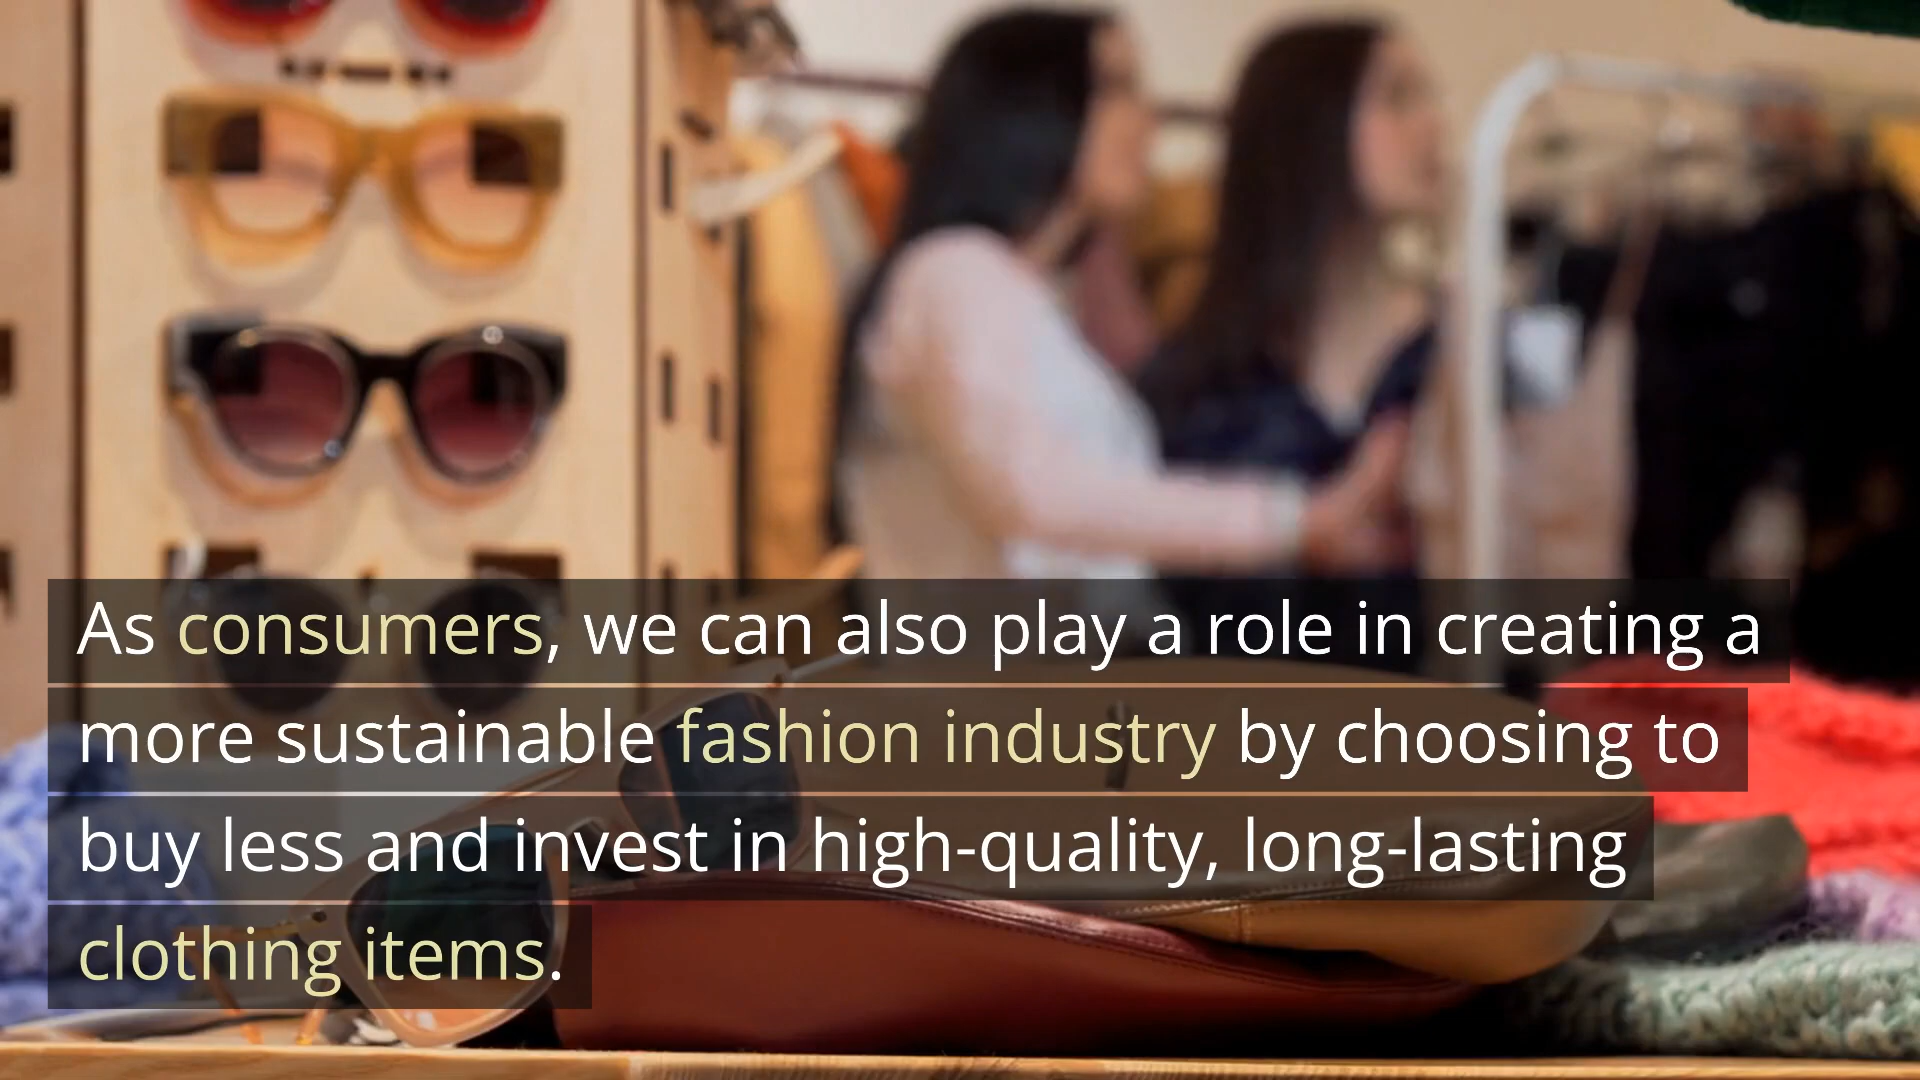 As consumers, we can also play a role in creating a
more sustainable fashion industry by choosing to
buy less and invest in high-quality, long-lasting
clothing items.